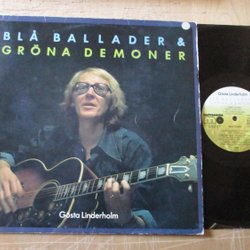 BLÅ BALLADER &
GRÖNA DEMONER
Gösta Linderholm
Gösta Linderholm